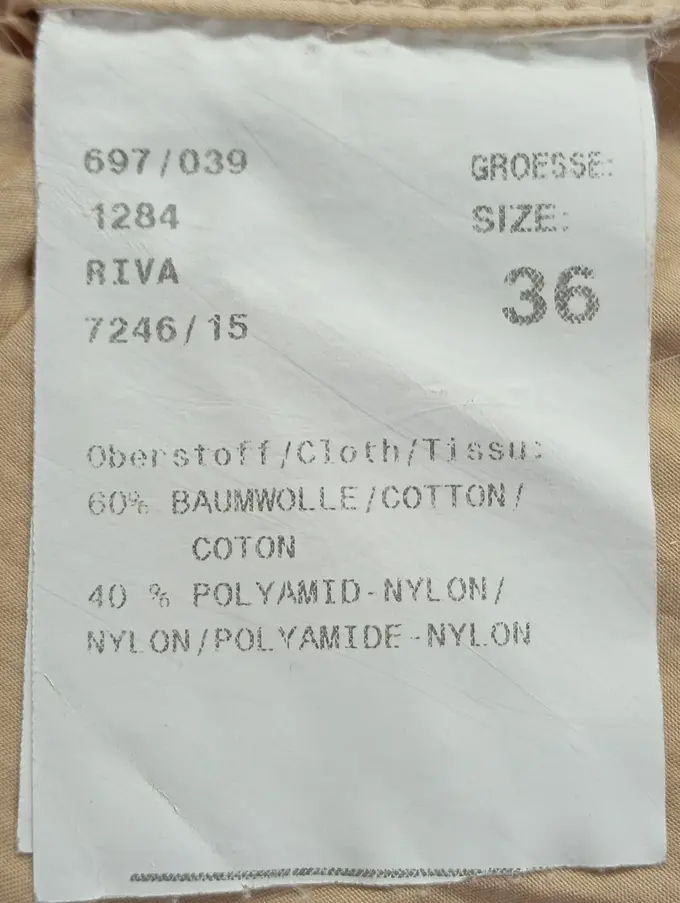 697/039
1284
RIVA
7246/15
GROESSE:
SIZE:
36
Oberstoff/Cloth/Tissu:
60% BAUMWOLLE/COTTON/
COTON
40 % POLYAMID-NYLON/
NYLON/POLYAMIDE-NYLON